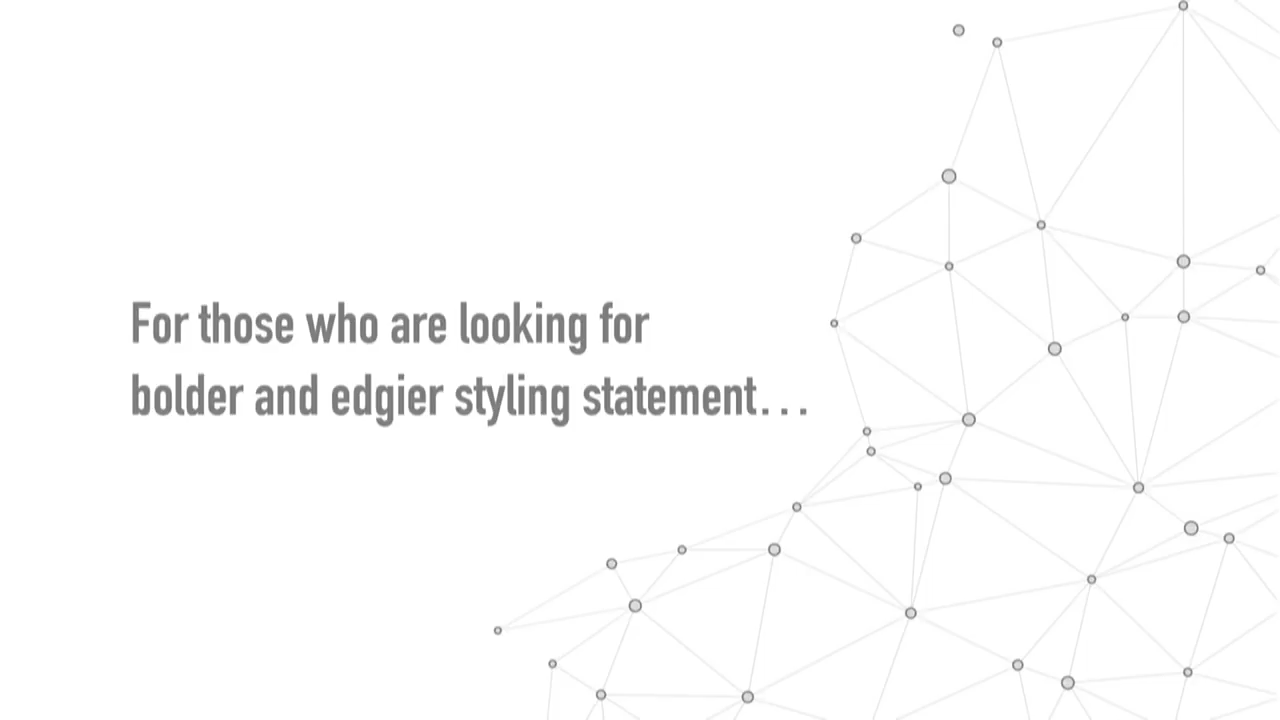 For those who are looking for
bolder and edgier styling statement...